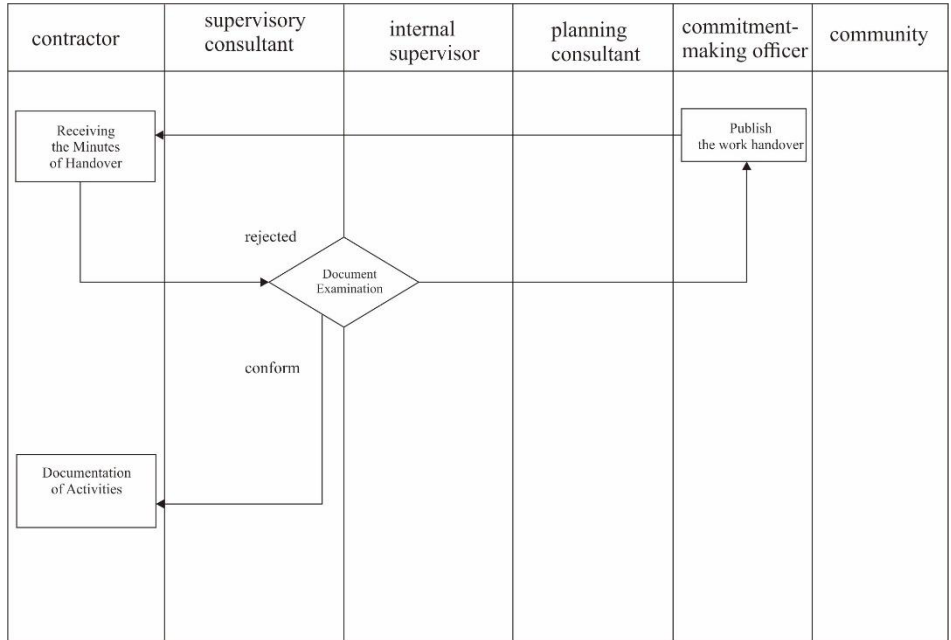 contractor
supervisory
consultant
internal
supervisor
planning
consultant
commitment-
making officer
community
Receiving
the Minutes
of Handover
Publish
the work handover
rejected
Document
Examination
conform
Documentation
of Activities